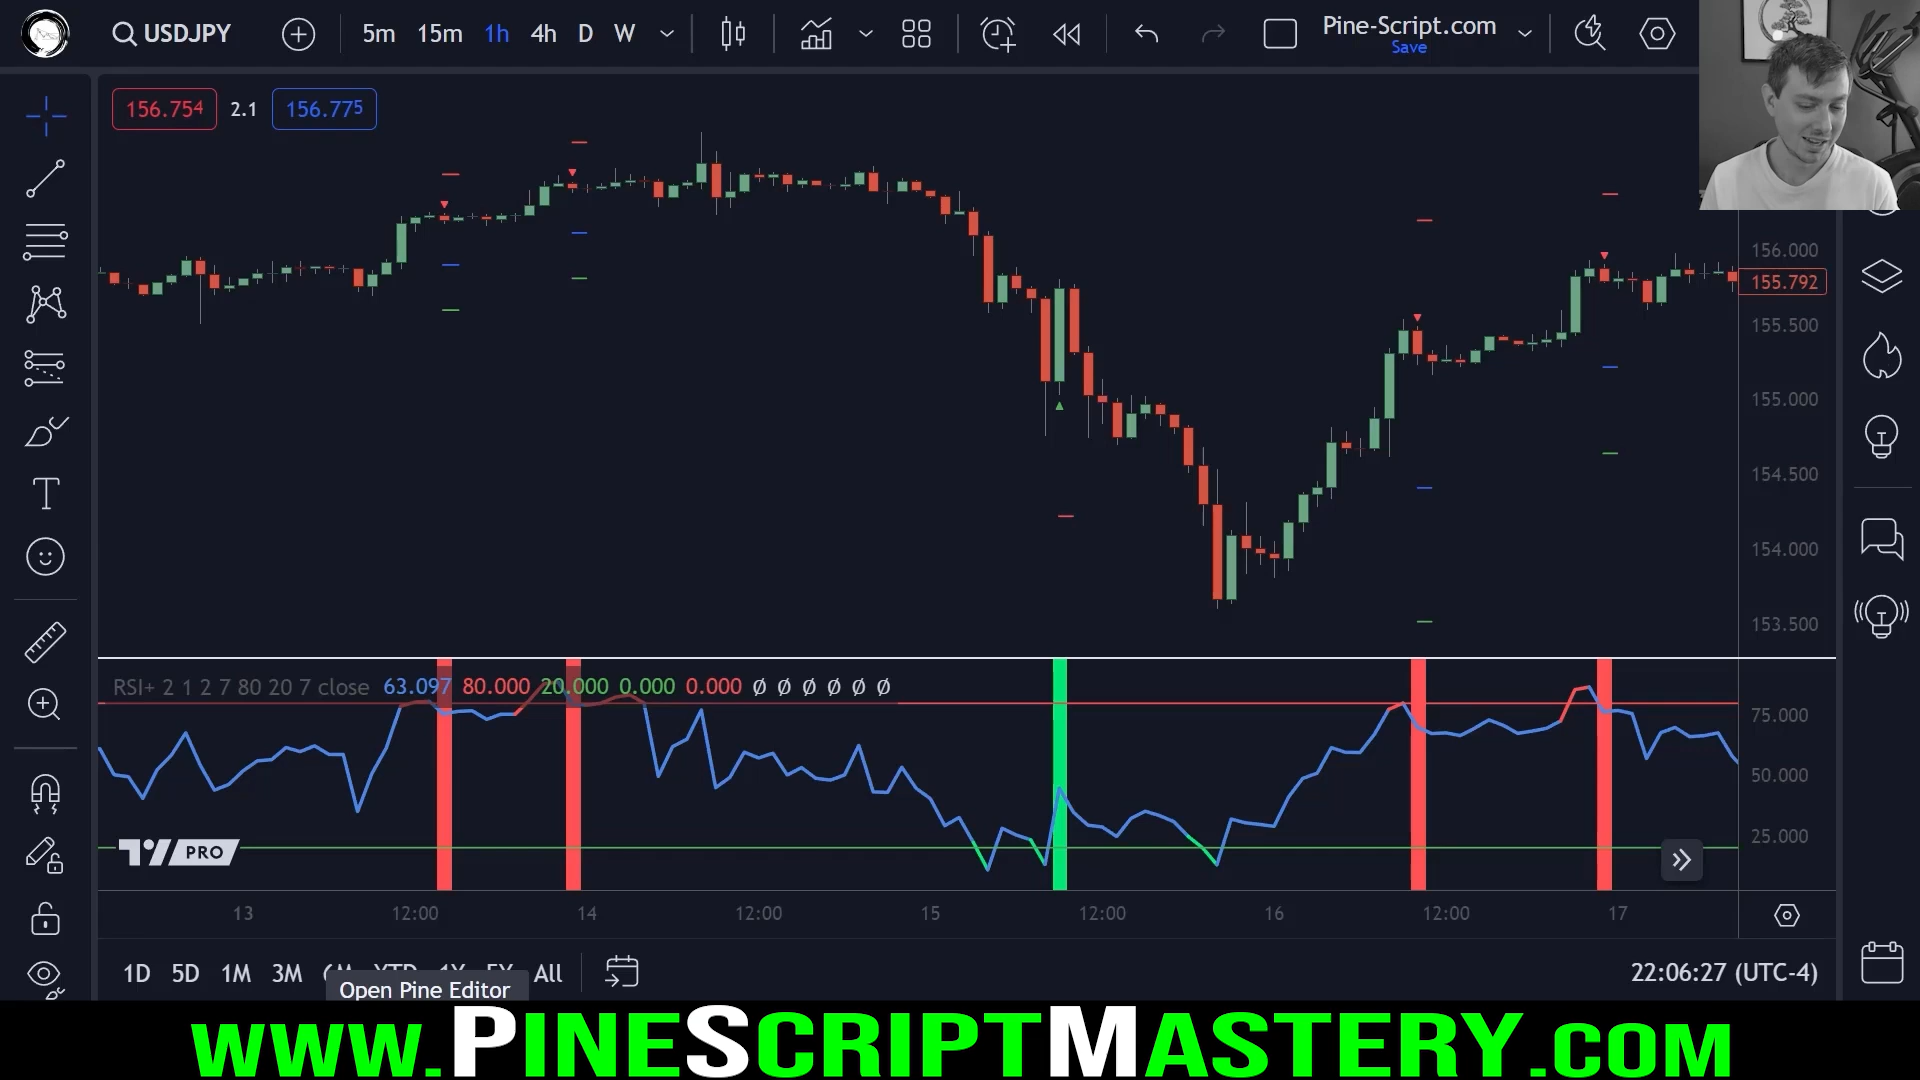 USDJPY
5m 15m 1h 4h D W
Pine-Script.com
Save
156.754 2.1 156.775
156.000
155.792
155.500
155.000
154.500
154.000
153.500
RSI+ 2 1 2 7 80 20 7 close 63.097 80.000 20.000 0.000 0.000 Ø Ø Ø Ø Ø Ø
75.000
50.000
25.000
PRO
13 12:00 14 12:00 15 12:00 16 12:00 17
1D 5D 1M 3M 6M YTD 1Y 5Y All
22:06:27 (UTC-4)
Open Pine Editor
www.PineScriptMastery.com